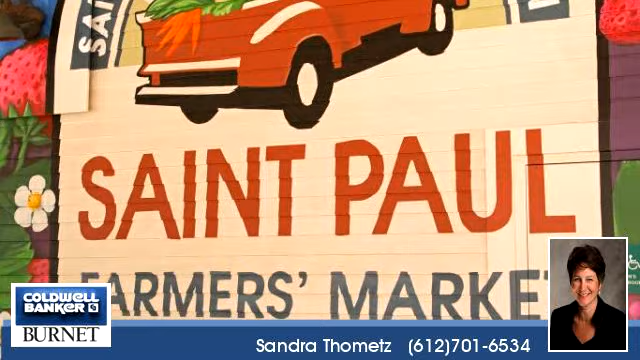 SAINT PAUL
FARMERS' MARKET
COLDWELL
BANKER
BURNET
Sandra Thometz (612)701-6534